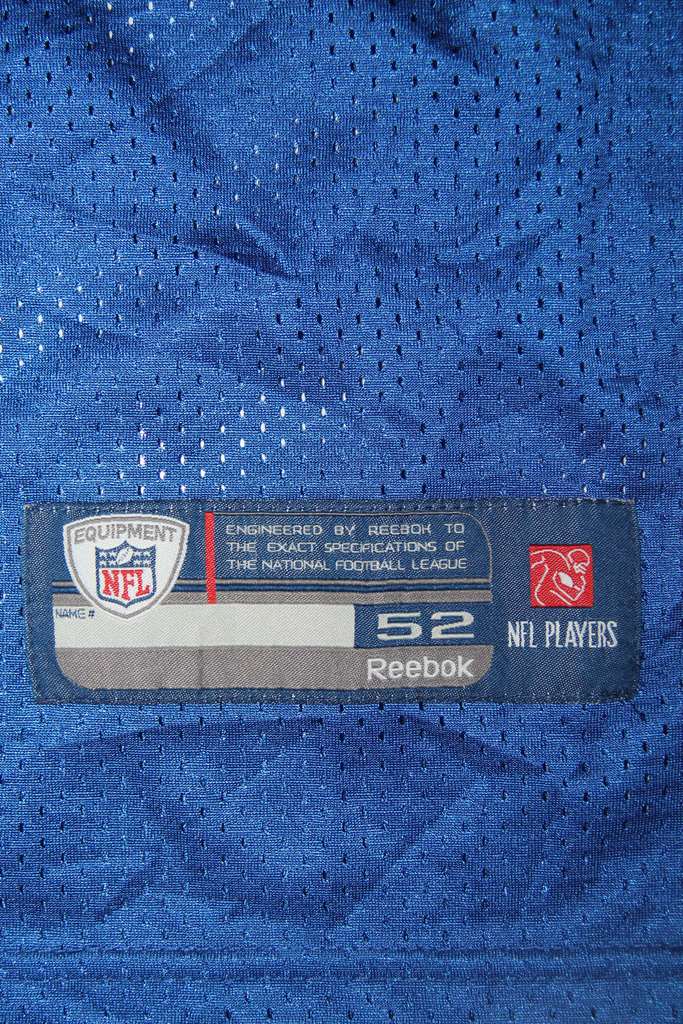 EQUIPMENT
NFL
ENGINEERED BY REEBOK TO
THE EXACT SPECIFICATIONS OF
THE NATIONAL FOOTBALL LEAGUE
NAME #
52
Reebok
NFL PLAYERS